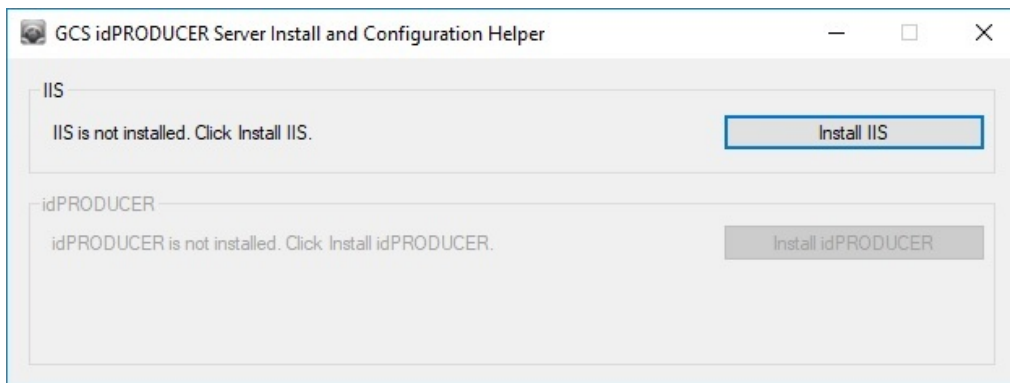 GCS idPRODUCER Server Install and Configuration Helper
IIS
IIS is not installed. Click Install IIS.
Install IIS
idPRODUCER
idPRODUCER is not installed. Click Install idPRODUCER.
Install idPRODUCER